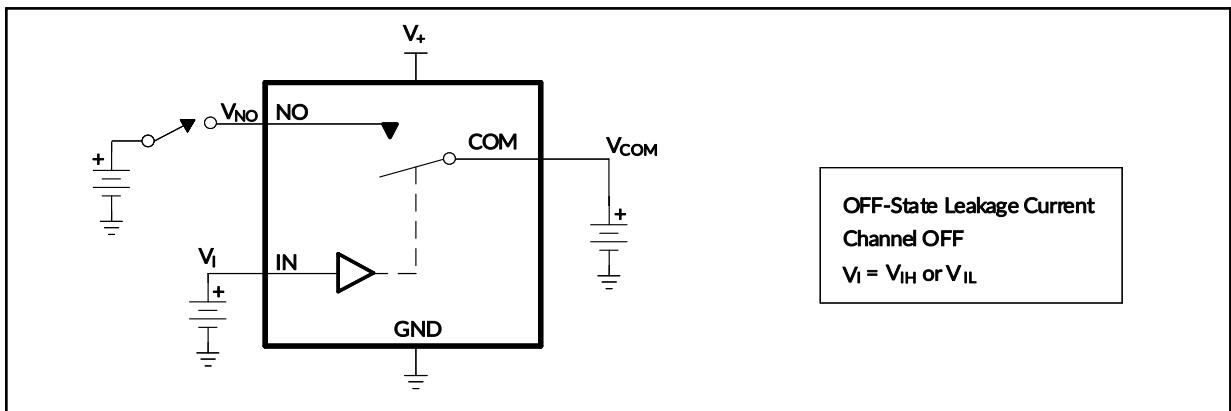 V+
VNO NO
COM VCOM
+
+
VI IN
+
GND
OFF-State Leakage Current
Channel OFF
VI = VIH or VIL